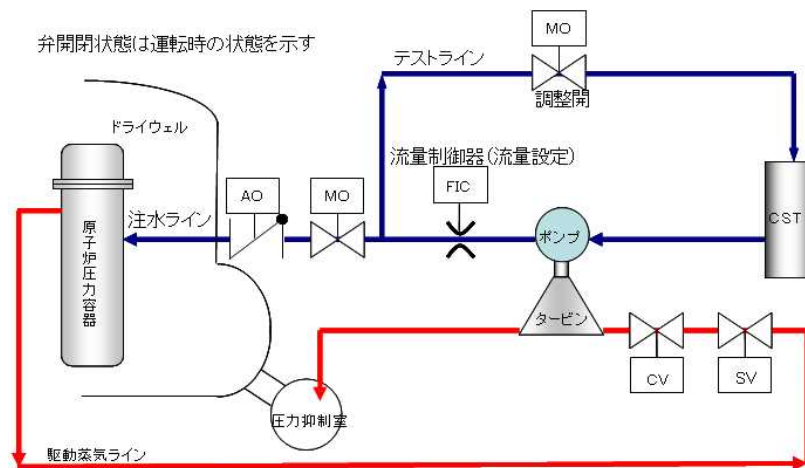 弁開閉状態は運転時の状態を示す
MO
テストライン
調整開
ドライウェル
流量制御器(流量設定)
AO
MO
FIC
注水ライン
ポンプ
CST
原子炉圧力容器
タービン
CV
SV
圧力抑制室
駆動蒸気ライン